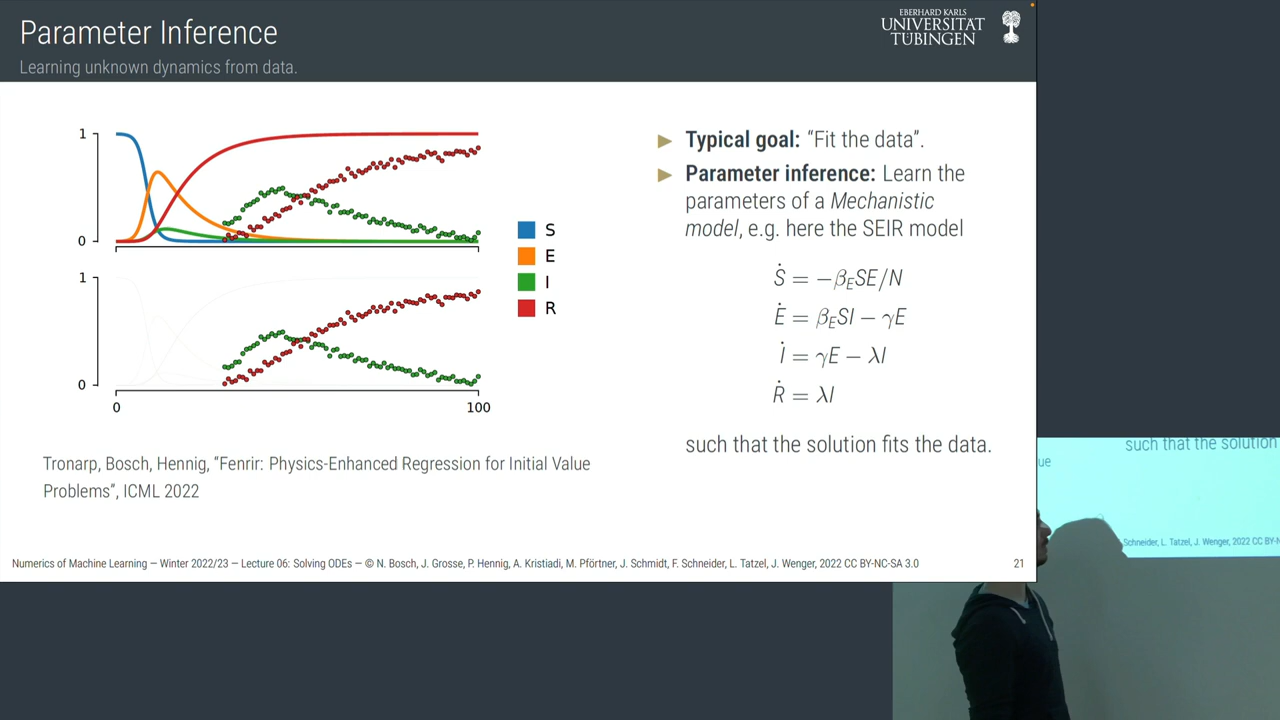 Parameter Inference
Learning unknown dynamics from data.
EBERHARD KARLS
UNIVERSITÄT
TÜBINGEN
1
0
1
0
0
100
S
E
I
R
Tronarp, Bosch, Hennig, “Fenrir: Physics-Enhanced Regression for Initial Value
Problems”, ICML 2022
▶ Typical goal: “Fit the data”.
▶ Parameter inference: Learn the
parameters of a Mechanistic
model, e.g. here the SEIR model
Ṡ = −β_E SE/N
Ė = β_E SI − γE
İ = γE − λI
Ṙ = λI
such that the solution fits the data.
Numerics of Machine Learning — Winter 2022/23 — Lecture 06: Solving ODEs — © N. Bosch, J. Grosse, P. Hennig, A. Kristiadi, M. Pförtner, J. Schmidt, F. Schneider, L. Tatzel, J. Wenger, 2022 CC BY-NC-SA 3.0
21
such that the solution
ue
Schneider, L. Tatzel, J. Wenger, 2022 CC BY-N